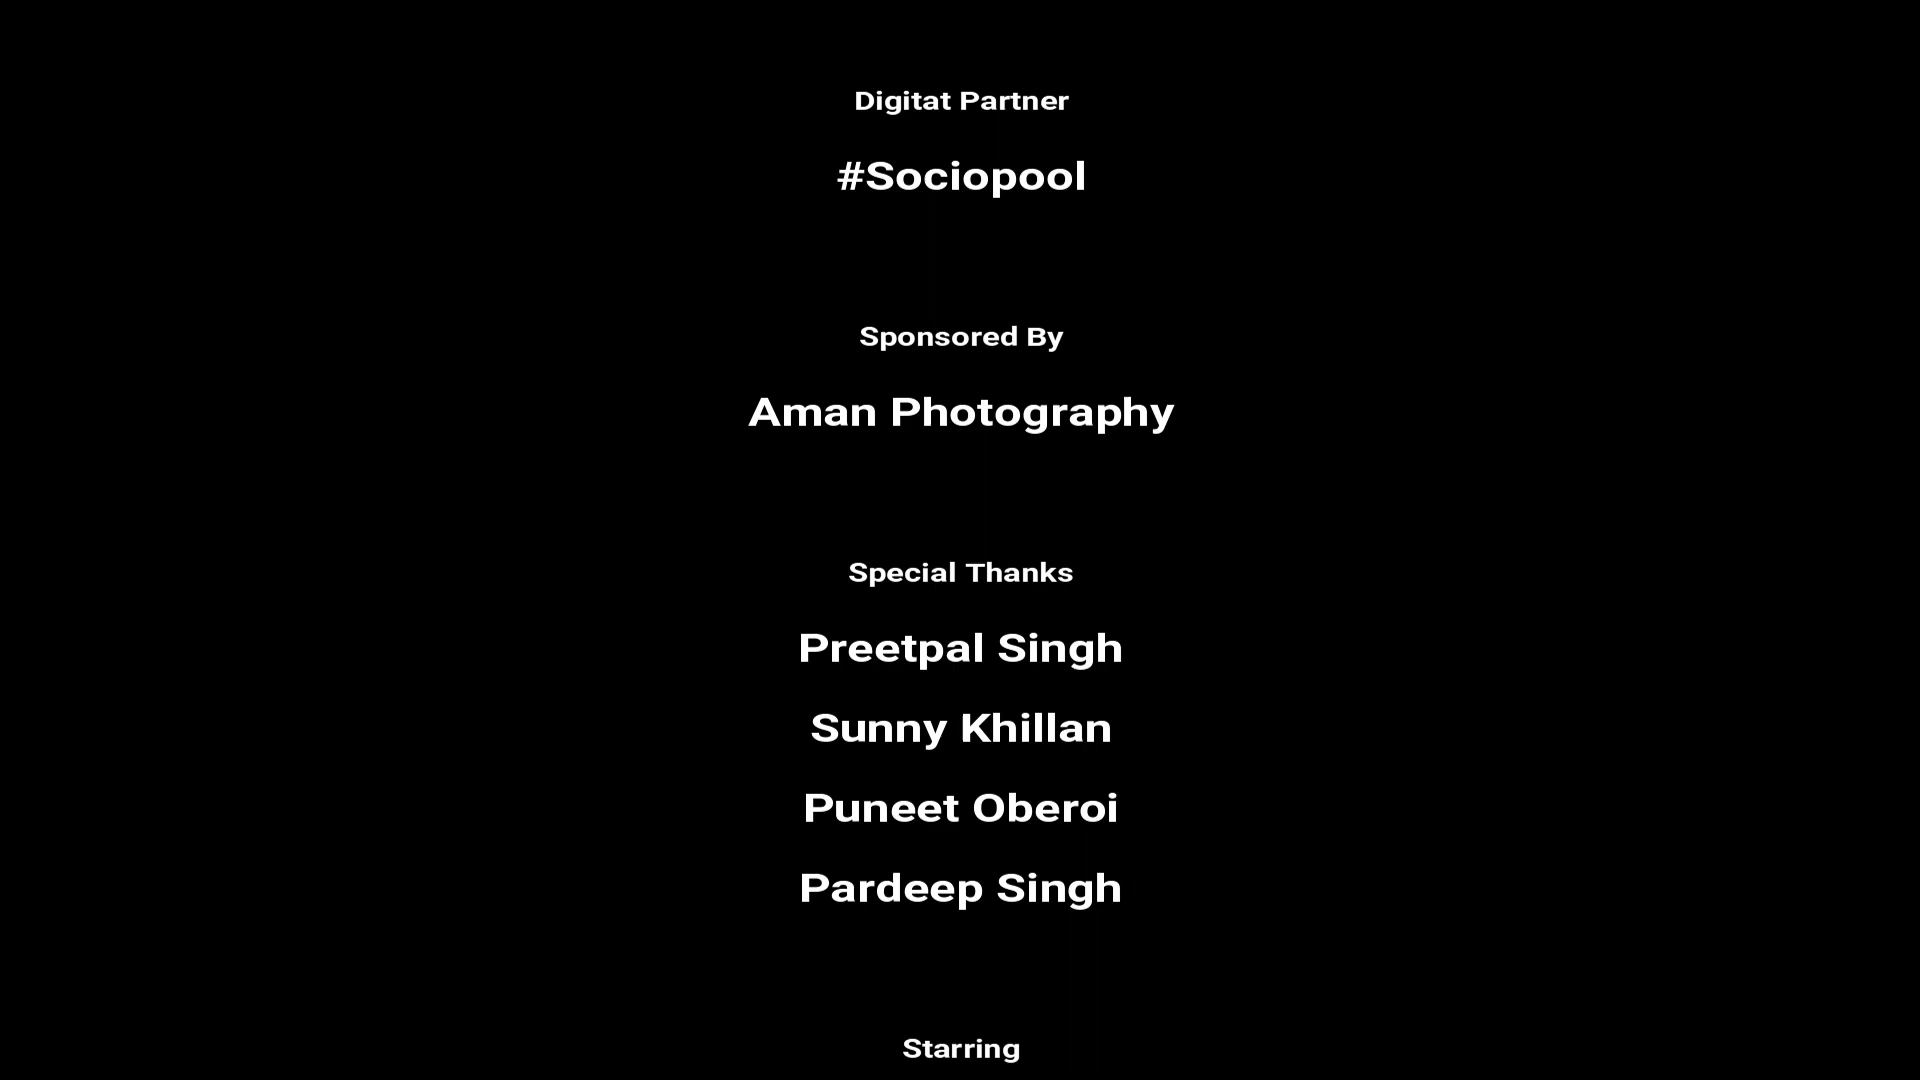 Digitat Partner
#Sociopool
Sponsored By
Aman Photography
Special Thanks
Preetpal Singh
Sunny Khillan
Puneet Oberoi
Pardeep Singh
Starring